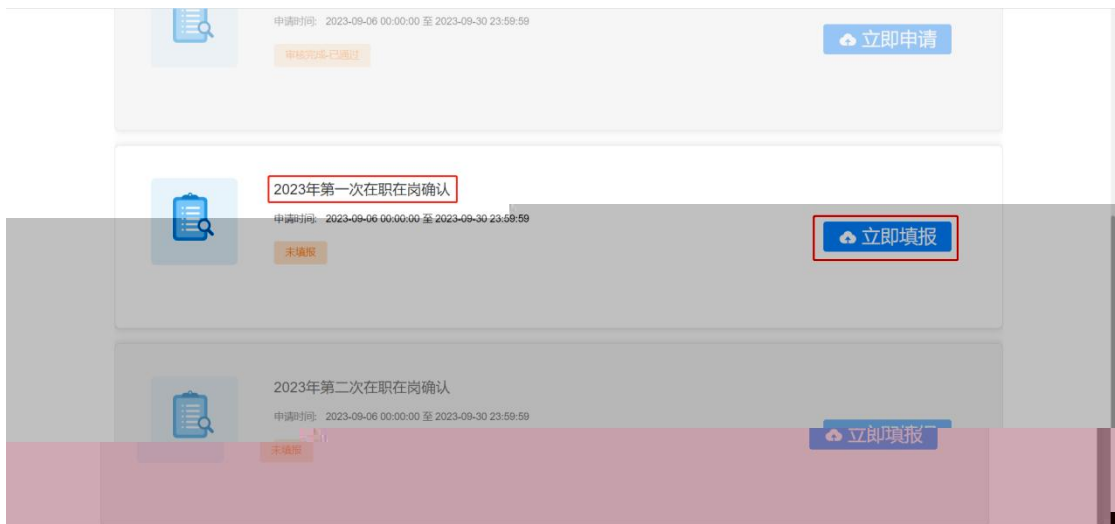 申请时间: 2023-09-06 00:00:00 至 2023-09-30 23:59:59
立即申请
审核完成-已通过
2023年第一次在职在岗确认
申请时间: 2023-09-06 00:00:00 至 2023-09-30 23:59:59
立即填报
未填报
2023年第二次在职在岗确认
申请时间: 2023-09-06 00:00:00 至 2023-09-30 23:59:59
立即填报
未填报